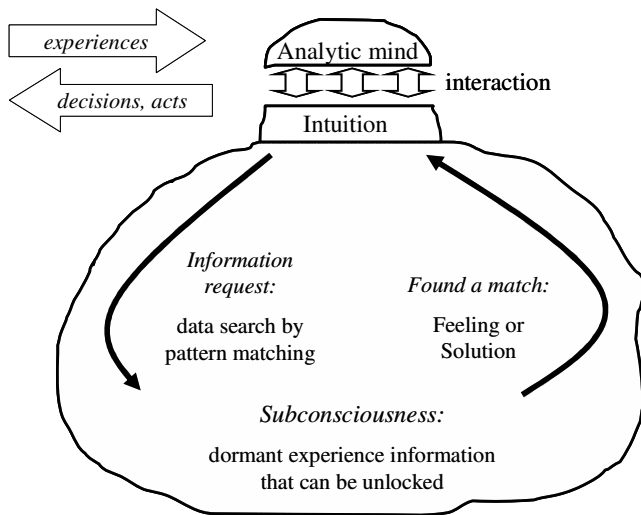 experiences
Analytic mind
interaction
decisions, acts
Intuition
Information
request:
data search by
pattern matching
Found a match:
Feeling or
Solution
Subconsciousness:
dormant experience information
that can be unlocked